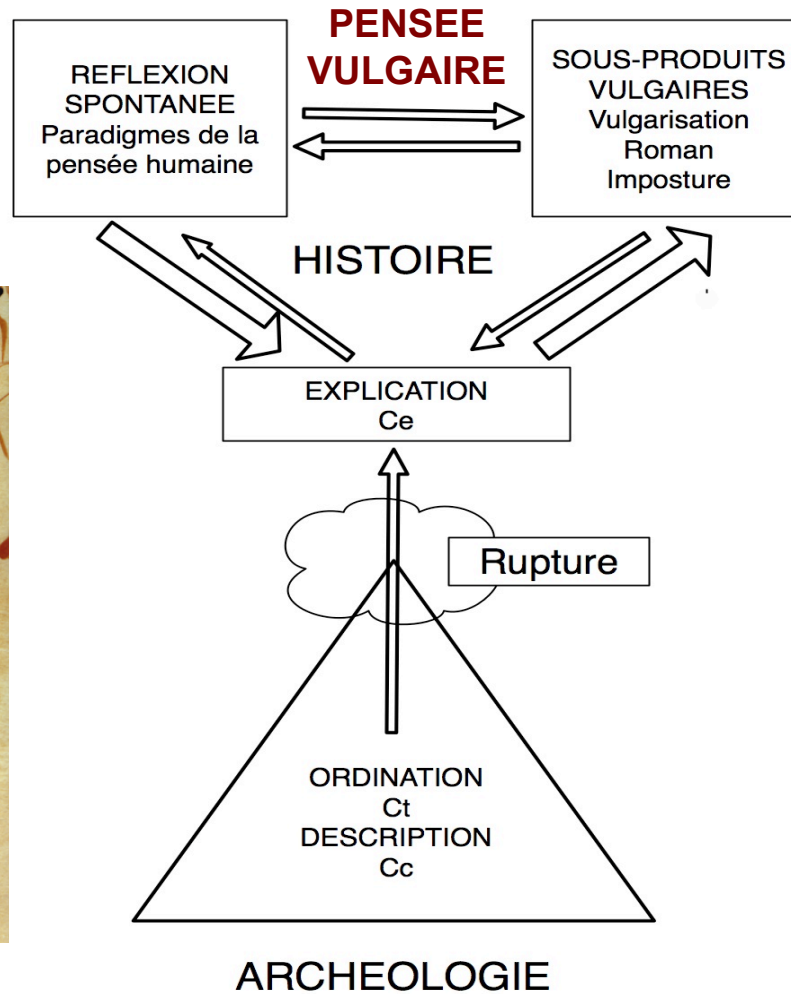 PENSEE
VULGAIRE
REFLEXION
SPONTANEE
Paradigmes de la
pensée humaine
SOUS-PRODUITS
VULGAIRES
Vulgarisation
Roman
Imposture
HISTOIRE
EXPLICATION
Ce
Rupture
ORDINATION
Ct
DESCRIPTION
Cc
ARCHEOLOGIE